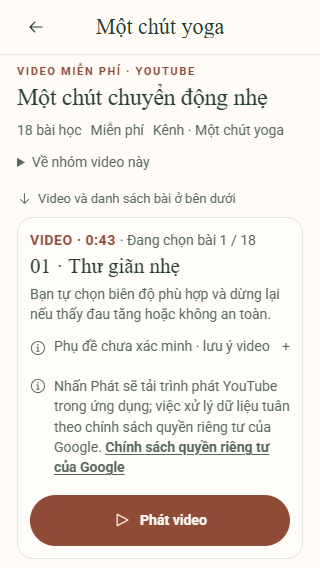 Một chút yoga
VIDEO MIỄN PHÍ · YOUTUBE
Một chút chuyển động nhẹ
18 bài học Miễn phí Kênh · Một chút yoga
Về nhóm video này
Video và danh sách bài ở bên dưới
VIDEO · 0:43 · Đang chọn bài 1 / 18
01 · Thư giãn nhẹ
Bạn tự chọn biên độ phù hợp và dừng lại
nếu thấy đau tăng hoặc không an toàn.
Phụ đề chưa xác minh · lưu ý video +
Nhấn Phát sẽ tải trình phát YouTube
trong ứng dụng; việc xử lý dữ liệu tuân
theo chính sách quyền riêng tư của
Google. Chính sách quyền riêng tư
của Google
Phát video